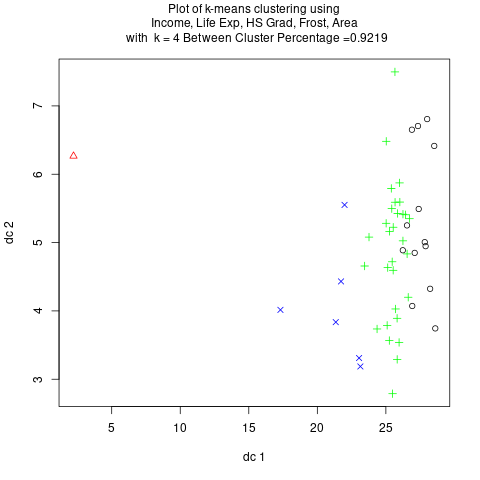 Plot of k-means clustering using
Income, Life Exp, HS Grad, Frost, Area
with  k = 4 Between Cluster Percentage =0.9219
7
6
5
4
3
dc 2
5
10
15
20
25
dc 1